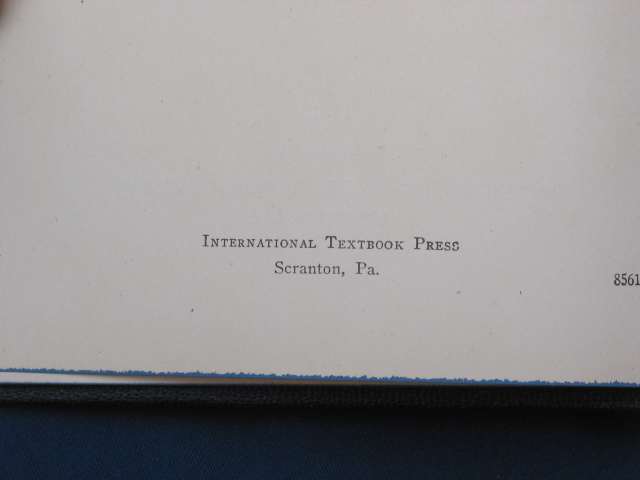 International Textbook Press
Scranton, Pa.
8561